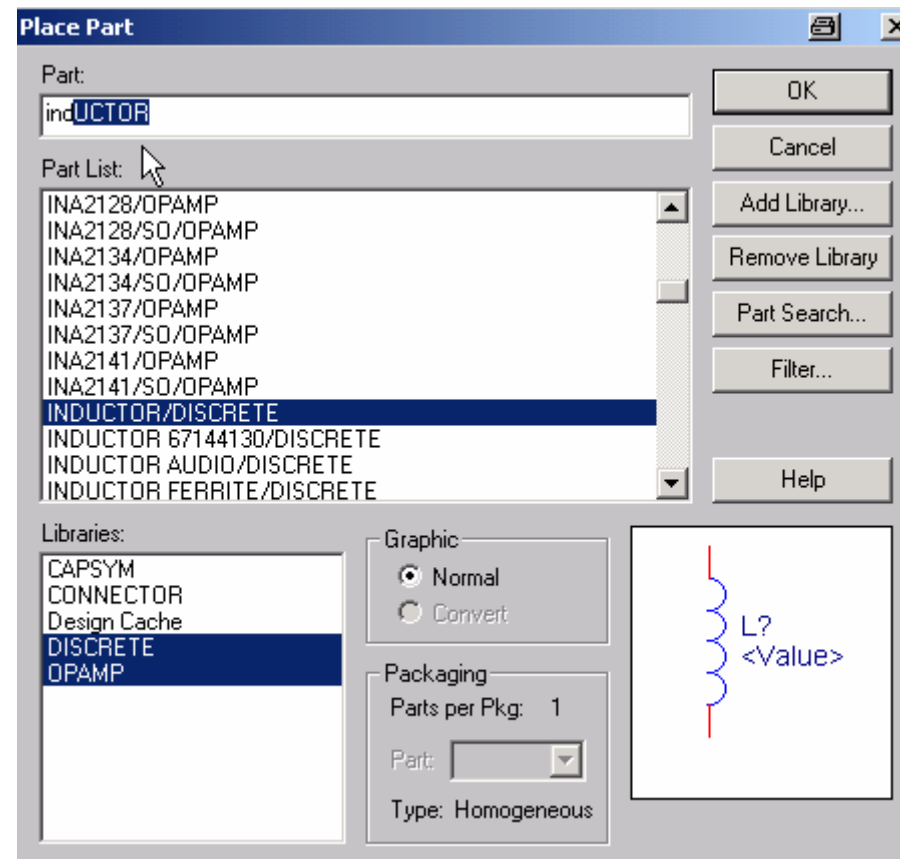 Place Part
Part:
indUCTOR
Part List:
INA2128/OPAMP
INA2128/SO/OPAMP
INA2134/OPAMP
INA2134/SO/OPAMP
INA2137/OPAMP
INA2137/SO/OPAMP
INA2141/OPAMP
INA2141/SO/OPAMP
INDUCTOR/DISCRETE
INDUCTOR 67144130/DISCRETE
INDUCTOR AUDIO/DISCRETE
INDUCTOR FERRITE/DISCRETE
OK
Cancel
Add Library...
Remove Library
Part Search...
Filter...
Help
Libraries:
CAPSYM
CONNECTOR
Design Cache
DISCRETE
OPAMP
Graphic
Normal
Convert
Packaging
Parts per Pkg: 1
Part:
Type: Homogeneous
L?
<Value>